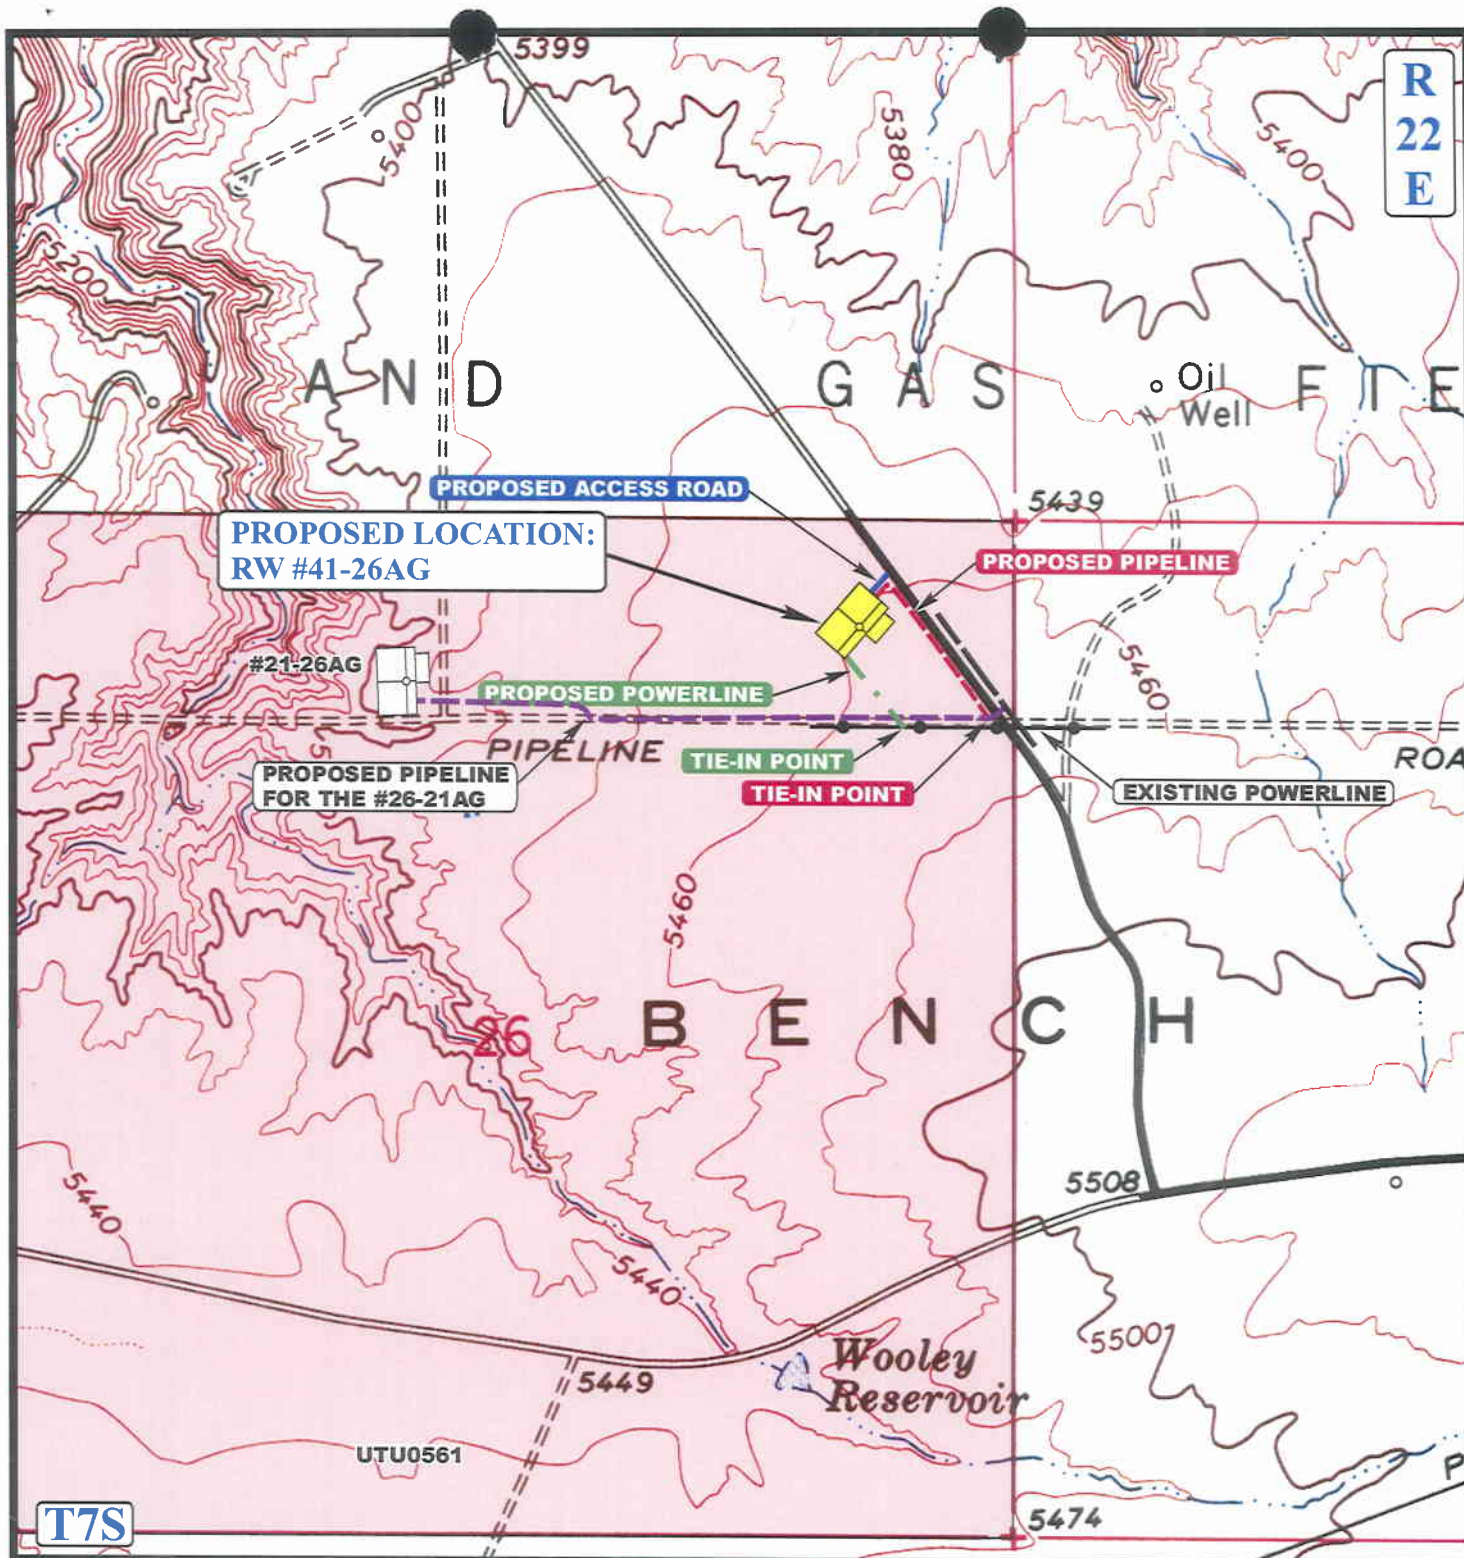 5399
R
22
E
5400
5380
5400
5200
AND GAS FIE
Oil
Well
PROPOSED ACCESS ROAD
5439
PROPOSED LOCATION:
RW #41-26AG
PROPOSED PIPELINE
#21-26AG
PROPOSED POWERLINE
5460
PIPELINE
ROA
TIE-IN POINT
PROPOSED PIPELINE
FOR THE #26-21AG
TIE-IN POINT
EXISTING POWERLINE
5460
26
BENCH
5508
5440
5440
5500
Wooley
Reservoir
5449
UTU0561
P
T7S
5474